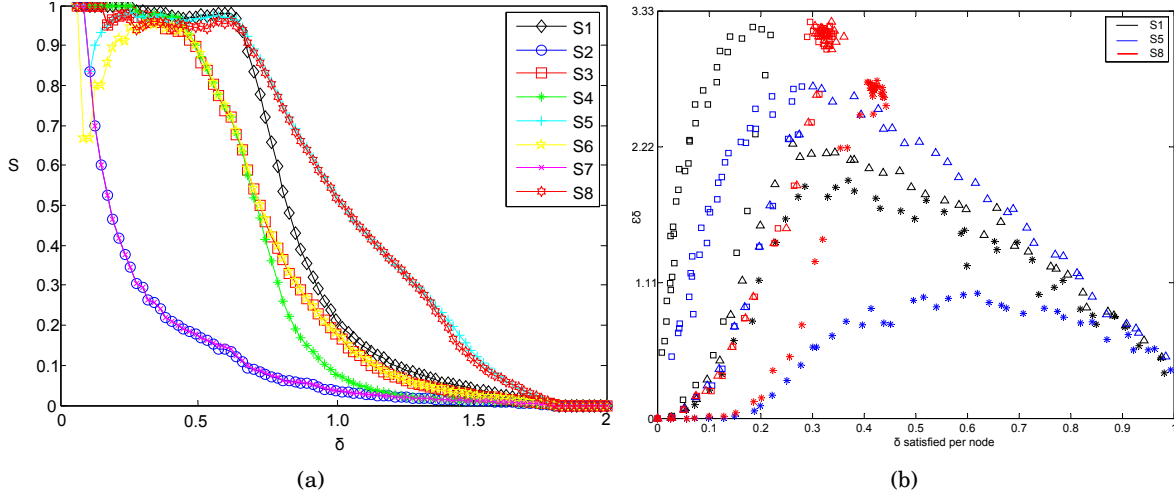 1
0.9
0.8
0.7
0.6
0.5
0.4
0.3
0.2
0.1
0
S
0 0.5 1.0 1.5 2
δ
S1
S2
S3
S4
S5
S6
S7
S8
(a)
3.33
2.22
1.11
0
εδ
0 0.1 0.2 0.3 0.4 0.5 0.6 0.7 0.8 0.9 1
δ satisfied per node
S1
S5
S8
(b)